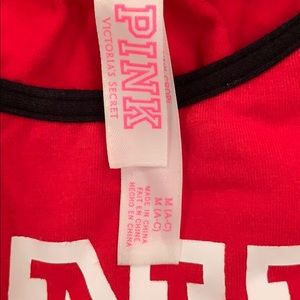 PINK
VICTORIA'S SECRET
M (A-C)
M (A-C)
MADE IN CHINA
FAIT EN CHINE
HECHO EN CHINA